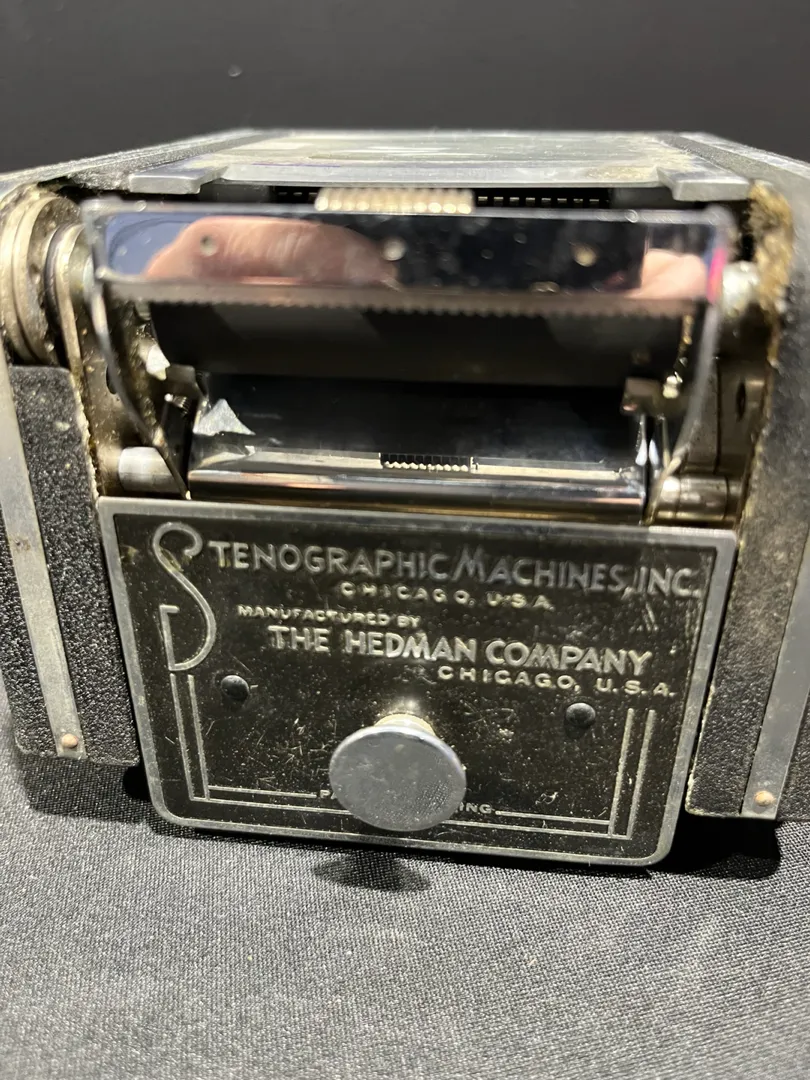 STENOGRAPHIC MACHINES, INC.
CHICAGO, U.S.A.
MANUFACTURED BY
THE HEDMAN COMPANY
CHICAGO, U.S.A.